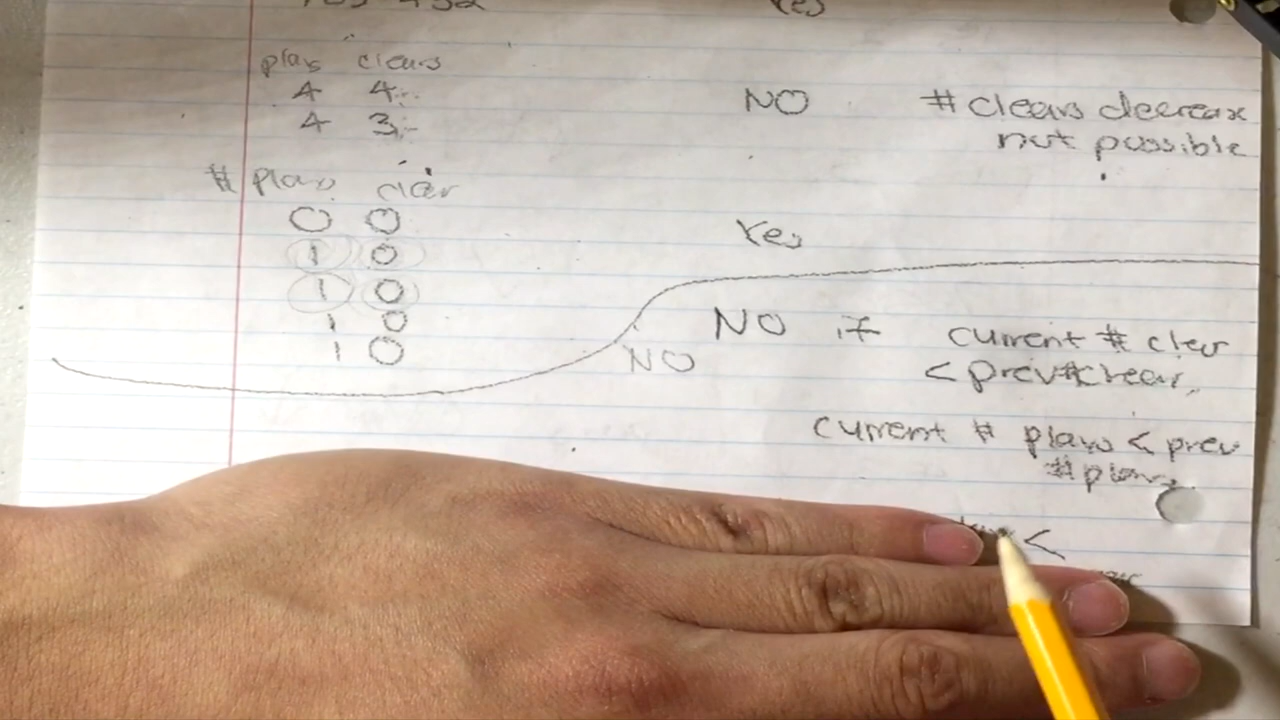 Yes
plays clears
4 4
NO # clears decrease
4 3
not possible
# plays clear
0 0
Yes
1 0
1 0
NO if current # clear
1 0
1 0
NO
< prev # clear
current # plays < prev
# plays
<